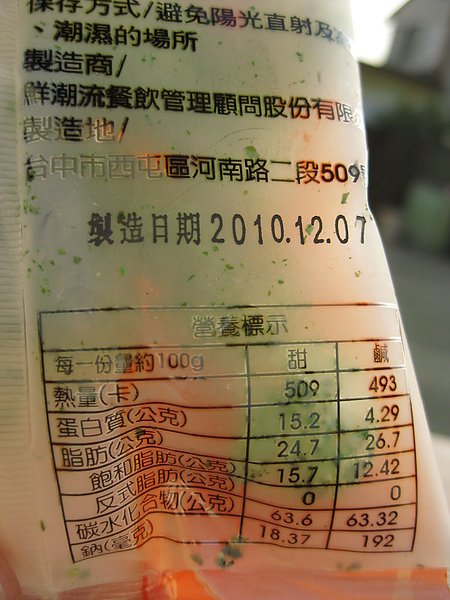 保存方式/避免陽光直射及
、潮濕的場所
製造商/
鮮潮流餐飲管理顧問股份有限
製造地/
台中市西屯區河南路二段509
製造日期 2010.12.07
營養標示
每一份量約100g 甜 鹹
熱量(卡) 509 493
蛋白質(公克) 15.2 4.29
脂肪(公克) 24.7 26.7
飽和脂肪(公克) 15.7 12.42
反式脂肪(公克) 0 0
碳水化合物(公克) 63.6 63.32
鈉(毫克) 18.37 192